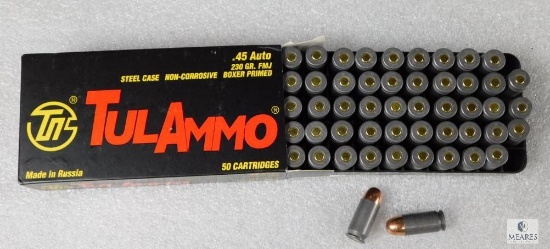 .45 Auto
230 GR. FMJ
STEEL CASE NON-CORROSIVE BOXER PRIMED
TULAMMO®
®
Made in Russia
50 CARTRIDGES
MEARES